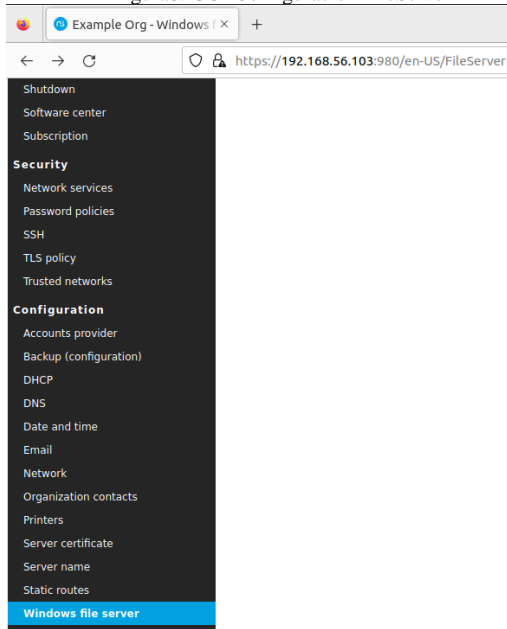 Example Org - Windows f
https://192.168.56.103:980/en-US/FileServer
Shutdown
Software center
Subscription
Security
Network services
Password policies
SSH
TLS policy
Trusted networks
Configuration
Accounts provider
Backup (configuration)
DHCP
DNS
Date and time
Email
Network
Organization contacts
Printers
Server certificate
Server name
Static routes
Windows file server